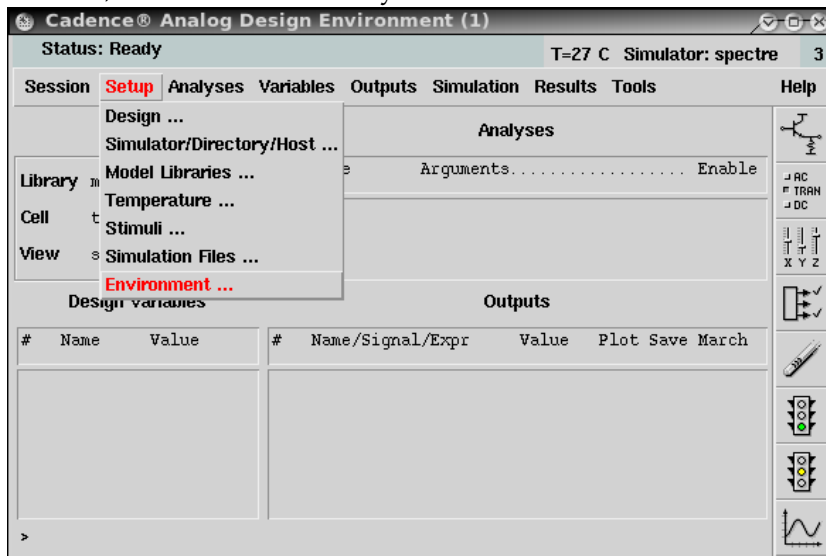 Cadence® Analog Design Environment (1)
Status: Ready T=27 C Simulator: spectre 3
Session Setup Analyses Variables Outputs Simulation Results Tools Help
Design ...
Analyses
Simulator/Directory/Host ...
Arguments.................. Enable
Library
Model Libraries ...
Temperature ...
Cell t
Stimuli ...
View s
Simulation Files ...
Environment ...
AC
TRAN
DC
X Y Z
Design Variables Outputs
# Name Value # Name/Signal/Expr Value Plot Save March
>